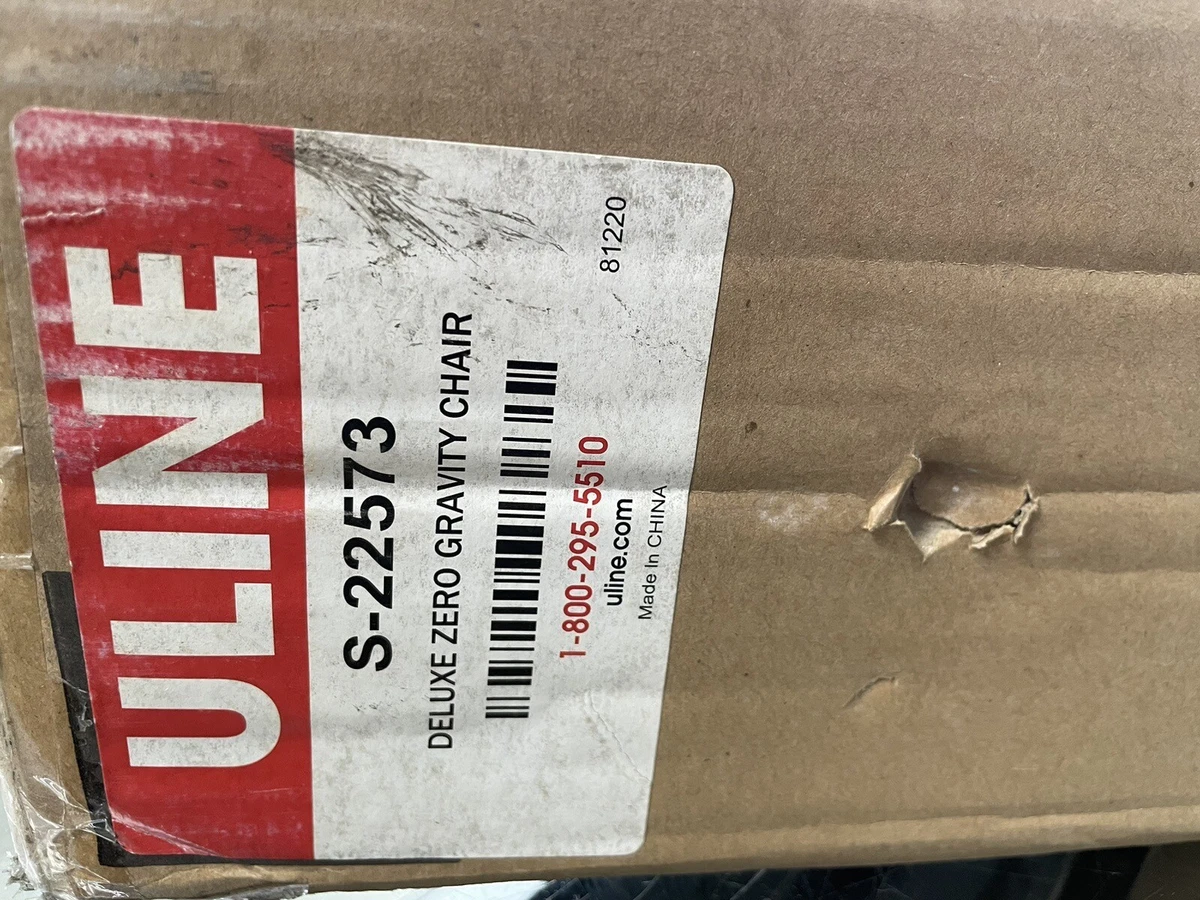 ULINE
S-22573
DELUXE ZERO GRAVITY CHAIR
1-800-295-5510
uline.com
Made In CHINA
81220